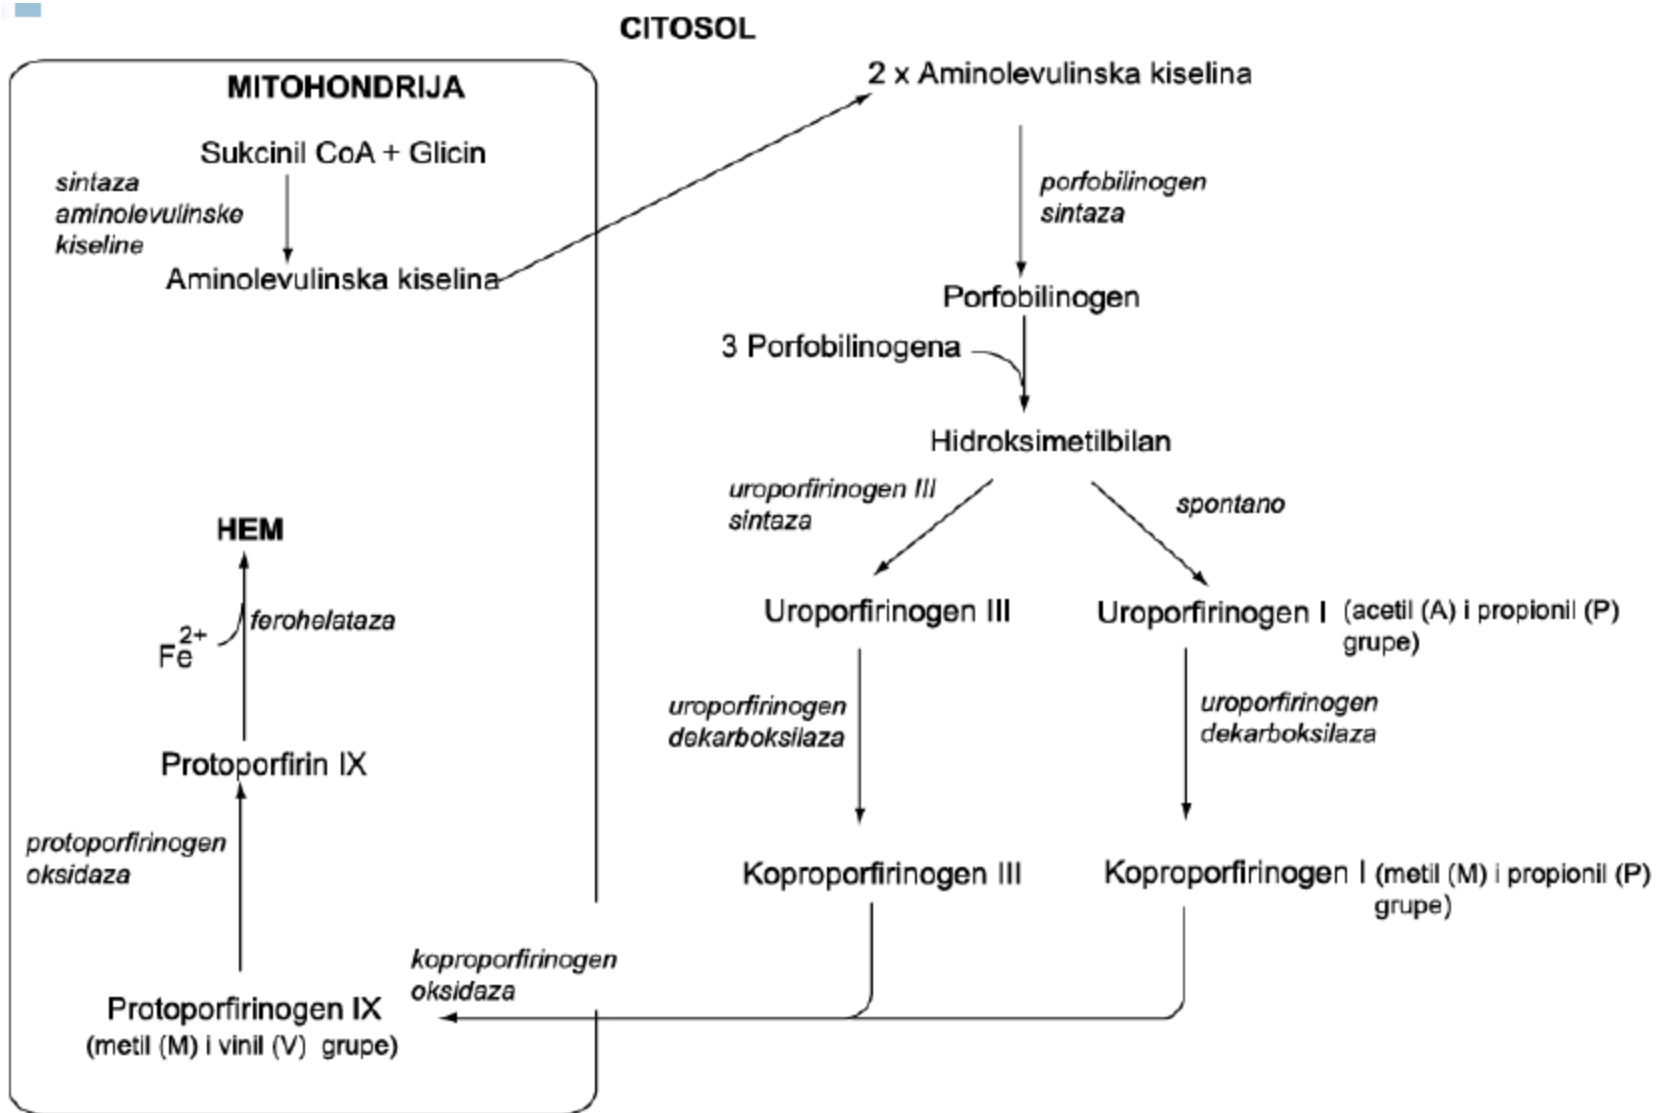 CITOSOL
MITOHONDRIJA
Sukcinil CoA + Glicin
sintaza
aminolevulinske
kiseline
Aminolevulinska kiselina
2 x Aminolevulinska kiselina
porfobilinogen
sintaza
Porfobilinogen
3 Porfobilinogena
Hidroksimetilbilan
uroporfirinogen III
sintaza
spontano
Uroporfirinogen III
Uroporfirinogen I (acetil (A) i propionil (P)
grupe)
uroporfirinogen
dekarboksilaza
uroporfirinogen
dekarboksilaza
Koproporfirinogen III
Koproporfirinogen I (metil (M) i propionil (P)
grupe)
koproporfirinogen
oksidaza
Protoporfirinogen IX
(metil (M) i vinil (V) grupe)
protoporfirinogen
oksidaza
Protoporfirin IX
Fe2+
ferohelataza
HEM